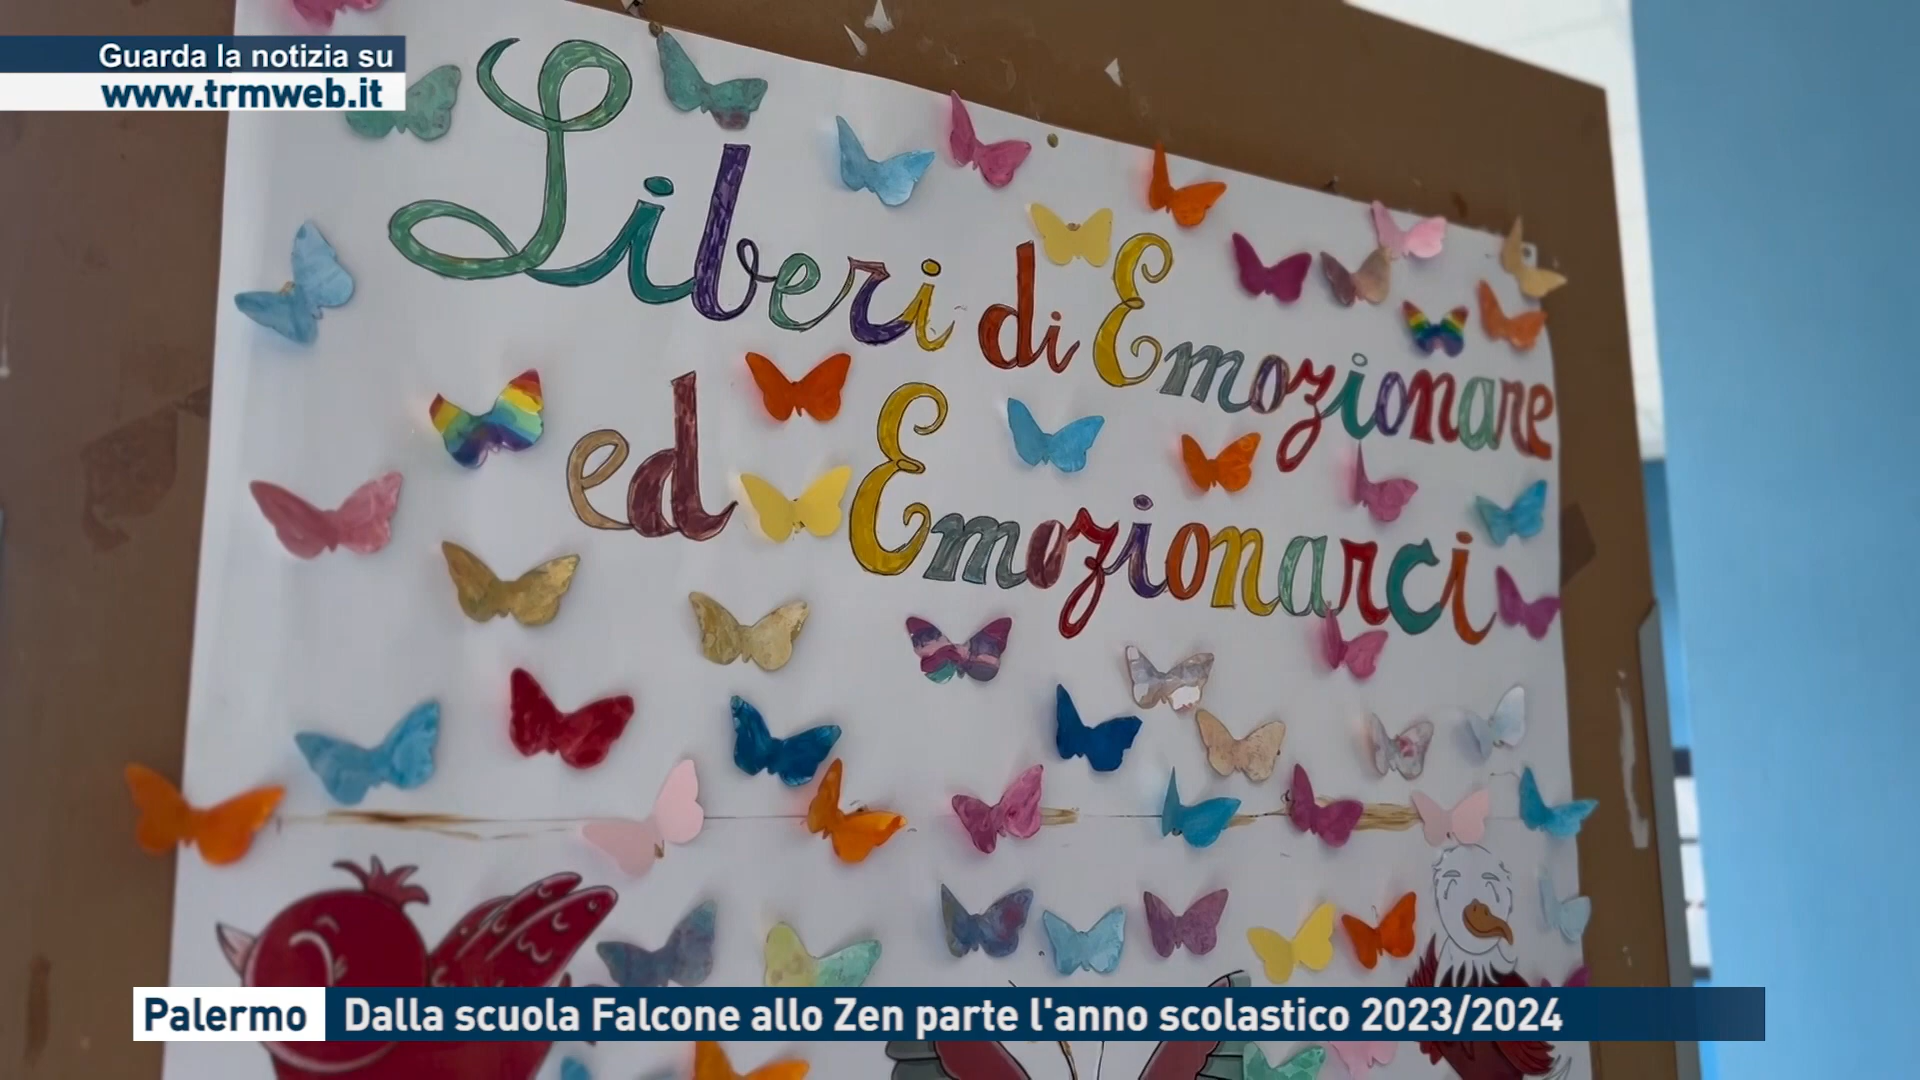 Guarda la notizia su
www.trmweb.it
Liberi di Emozionare
ed Emozionarci
Palermo Dalla scuola Falcone allo Zen parte l'anno scolastico 2023/2024